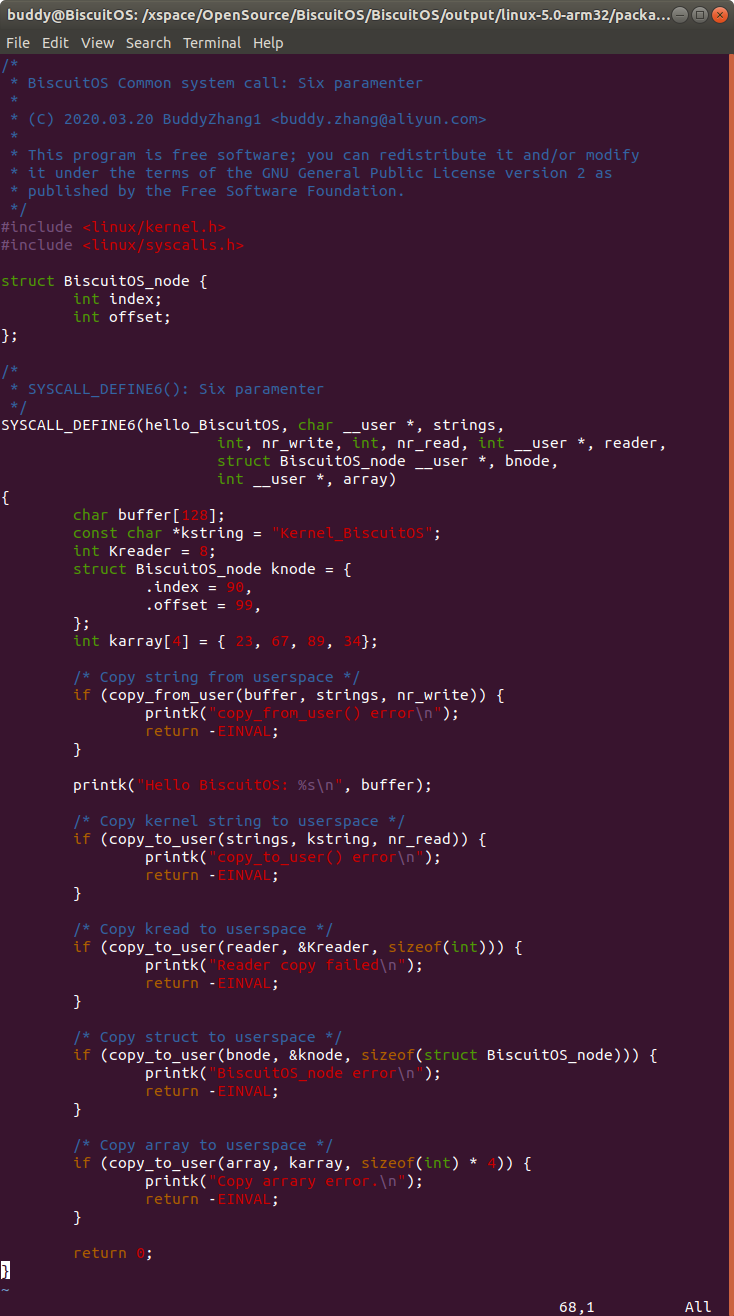 buddy@BiscuitOS: /xspace/OpenSource/BiscuitOS/BiscuitOS/output/linux-5.0-arm32/packa...
File Edit View Search Terminal Help
/*
 * BiscuitOS Common system call: Six paramenter
 *
 * (C) 2020.03.20 BuddyZhang1 <buddy.zhang@aliyun.com>
 *
 * This program is free software; you can redistribute it and/or modify
 * it under the terms of the GNU General Public License version 2 as
 * published by the Free Software Foundation.
 */
#include <linux/kernel.h>
#include <linux/syscalls.h>

struct BiscuitOS_node {
        int index;
        int offset;
};

/*
 * SYSCALL_DEFINE6(): Six paramenter
 */
SYSCALL_DEFINE6(hello_BiscuitOS, char __user *, strings,
                        int, nr_write, int, nr_read, int __user *, reader,
                        struct BiscuitOS_node __user *, bnode,
                        int __user *, array)
{
        char buffer[128];
        const char *kstring = "Kernel_BiscuitOS";
        int Kreader = 8;
        struct BiscuitOS_node knode = {
                .index = 90,
                .offset = 99,
        };
        int karray[4] = { 23, 67, 89, 34};

        /* Copy string from userspace */
        if (copy_from_user(buffer, strings, nr_write)) {
                printk("copy_from_user() error\n");
                return -EINVAL;
        }

        printk("Hello BiscuitOS: %s\n", buffer);

        /* Copy kernel string to userspace */
        if (copy_to_user(strings, kstring, nr_read)) {
                printk("copy_to_user() error\n");
                return -EINVAL;
        }

        /* Copy kread to userspace */
        if (copy_to_user(reader, &Kreader, sizeof(int))) {
                printk("Reader copy failed\n");
                return -EINVAL;
        }

        /* Copy struct to userspace */
        if (copy_to_user(bnode, &knode, sizeof(struct BiscuitOS_node))) {
                printk("BiscuitOS_node error\n");
                return -EINVAL;
        }

        /* Copy array to userspace */
        if (copy_to_user(array, karray, sizeof(int) * 4)) {
                printk("Copy arrary error.\n");
                return -EINVAL;
        }

        return 0;
}
~
68,1 All